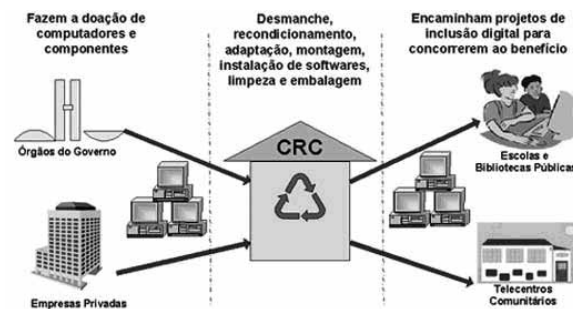 Fazem a doação de
computadores e
componentes
Órgãos do Governo
Empresas Privadas
Desmanche,
recondicionamento,
adaptação, montagem,
instalação de softwares,
limpeza e embalagem
CRC
Encaminham projetos de
inclusão digital para
concorrerem ao benefício
Escolas e
Bibliotecas Públicas
Telecentros
Comunitários